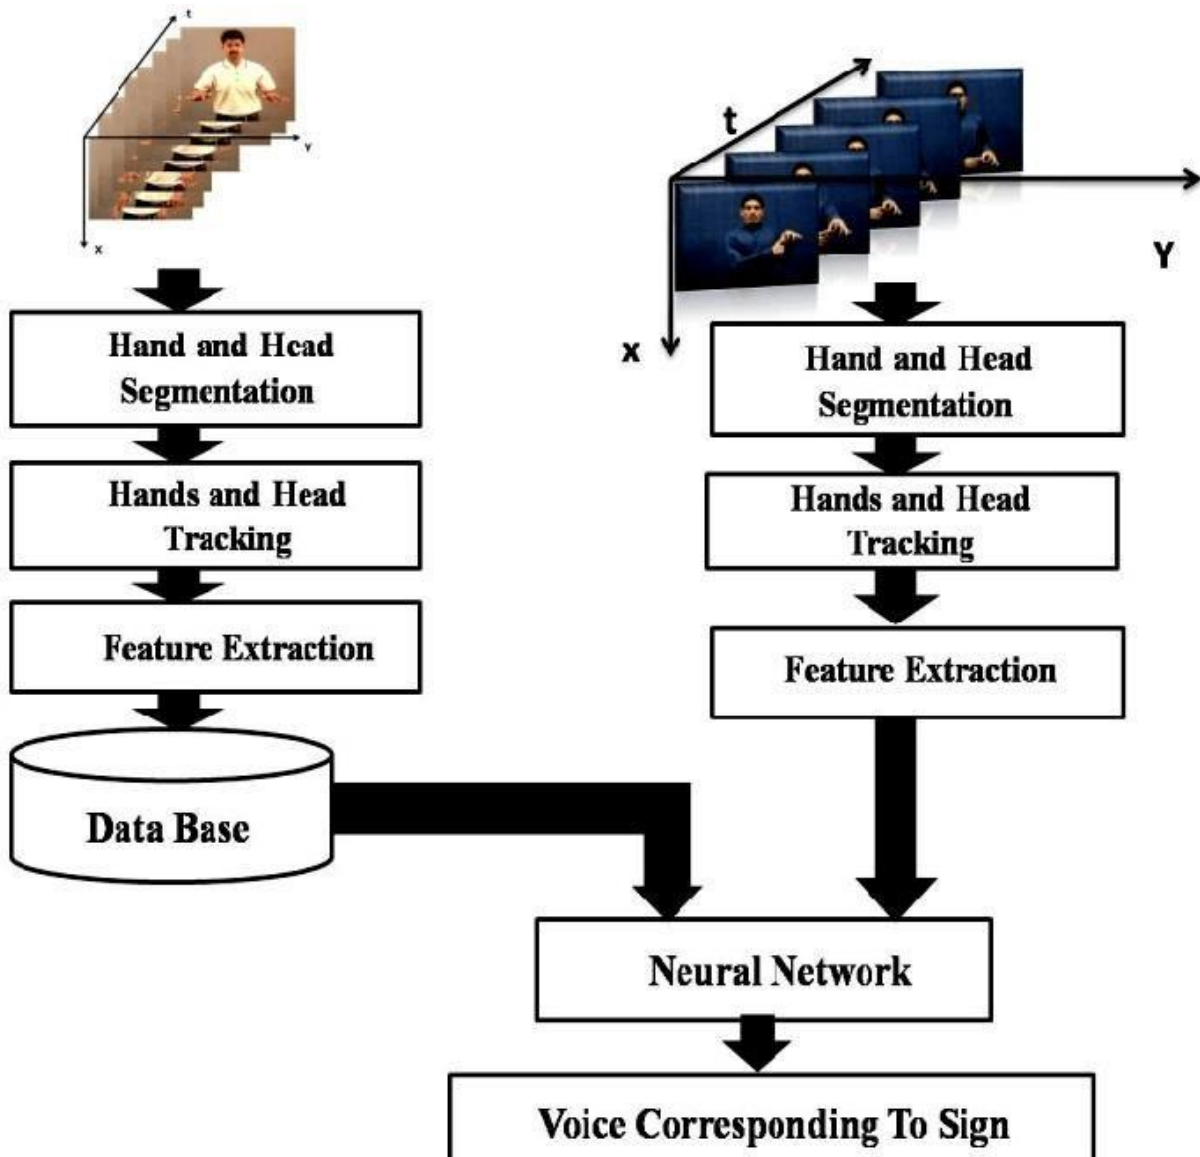 t
Y
x
t
Y
x
Hand and Head
Segmentation
Hands and Head
Tracking
Feature Extraction
Data Base
Hand and Head
Segmentation
Hands and Head
Tracking
Feature Extraction
Neural Network
Voice Corresponding To Sign